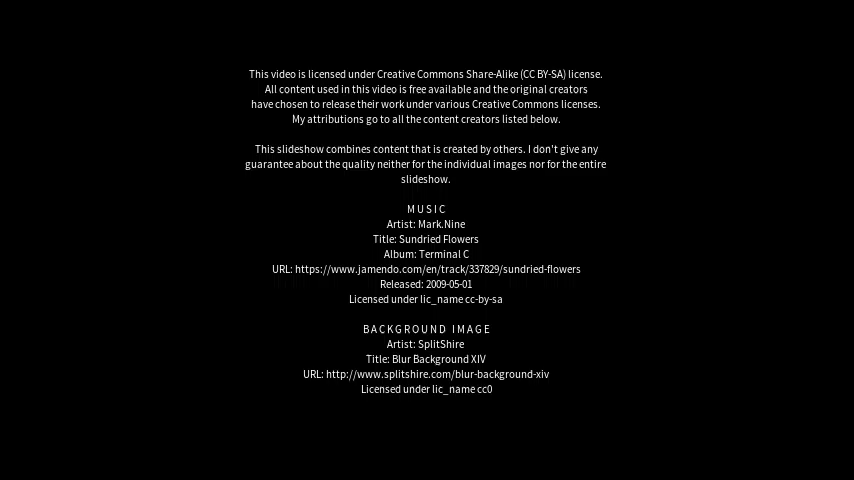 This video is licensed under Creative Commons Share-Alike (CC BY-SA) license.
All content used in this video is free available and the original creators
have chosen to release their work under various Creative Commons licenses.
My attributions go to all the content creators listed below.
This slideshow combines content that is created by others. I don't give any
guarantee about the quality neither for the individual images nor for the entire
slideshow.
MUSIC
Artist: Mark.Nine
Title: Sundried Flowers
Album: Terminal C
URL: https://www.jamendo.com/en/track/337829/sundried-flowers
Released: 2009-05-01
Licensed under lic_name cc-by-sa
BACKGROUND IMAGE
Artist: SplitShire
Title: Blur Background XIV
URL: http://www.splitshire.com/blur-background-xiv
Licensed under lic_name cc0